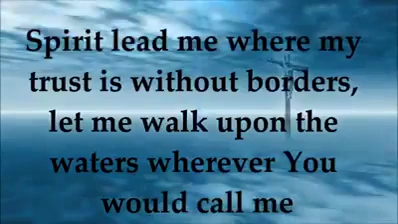 Spirit lead me where my
trust is without borders,
let me walk upon the
waters wherever You
would call me